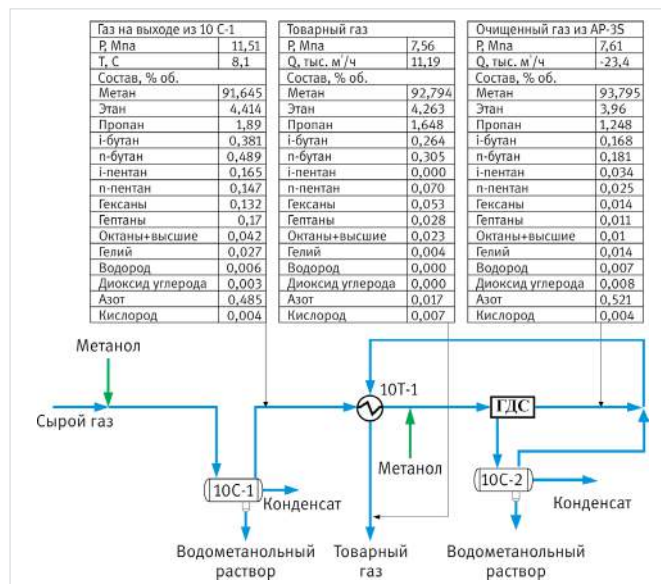 Газ на выходе из 10 С-1
Р, Мпа 11,51
Т, С 8,1
Состав, % об.
Метан 91,645
Этан 4,414
Пропан 1,89
i-бутан 0,381
n-бутан 0,489
i-пентан 0,165
n-пентан 0,147
Гексаны 0,132
Гептаны 0,17
Октаны+высшие 0,042
Гелий 0,027
Водород 0,006
Диоксид углерода 0,003
Азот 0,485
Кислород 0,004
Товарный газ
Р, Мпа 7,56
Q, тыс. м³/ч 11,19
Состав, % об.
Метан 92,794
Этан 4,263
Пропан 1,648
i-бутан 0,264
n-бутан 0,305
i-пентан 0,000
n-пентан 0,070
Гексаны 0,053
Гептаны 0,028
Октаны+высшие 0,023
Гелий 0,004
Водород 0,000
Диоксид углерода 0,000
Азот 0,017
Кислород 0,007
Очищенный газ из АР-3S
Р, Мпа 7,61
Q, тыс. м³/ч -23,4
Состав, % об.
Метан 93,795
Этан 3,96
Пропан 1,248
i-бутан 0,168
n-бутан 0,181
i-пентан 0,034
n-пентан 0,025
Гексаны 0,014
Гептаны 0,011
Октаны+высшие 0,01
Гелий 0,014
Водород 0,007
Диоксид углерода 0,008
Азот 0,521
Кислород 0,004
Метанол
Сырой газ
10Т-1
ГДС
Метанол
10С-1
Конденсат
10С-2
Конденсат
Водометанольный
раствор
Товарный
газ
Водометанольный
раствор